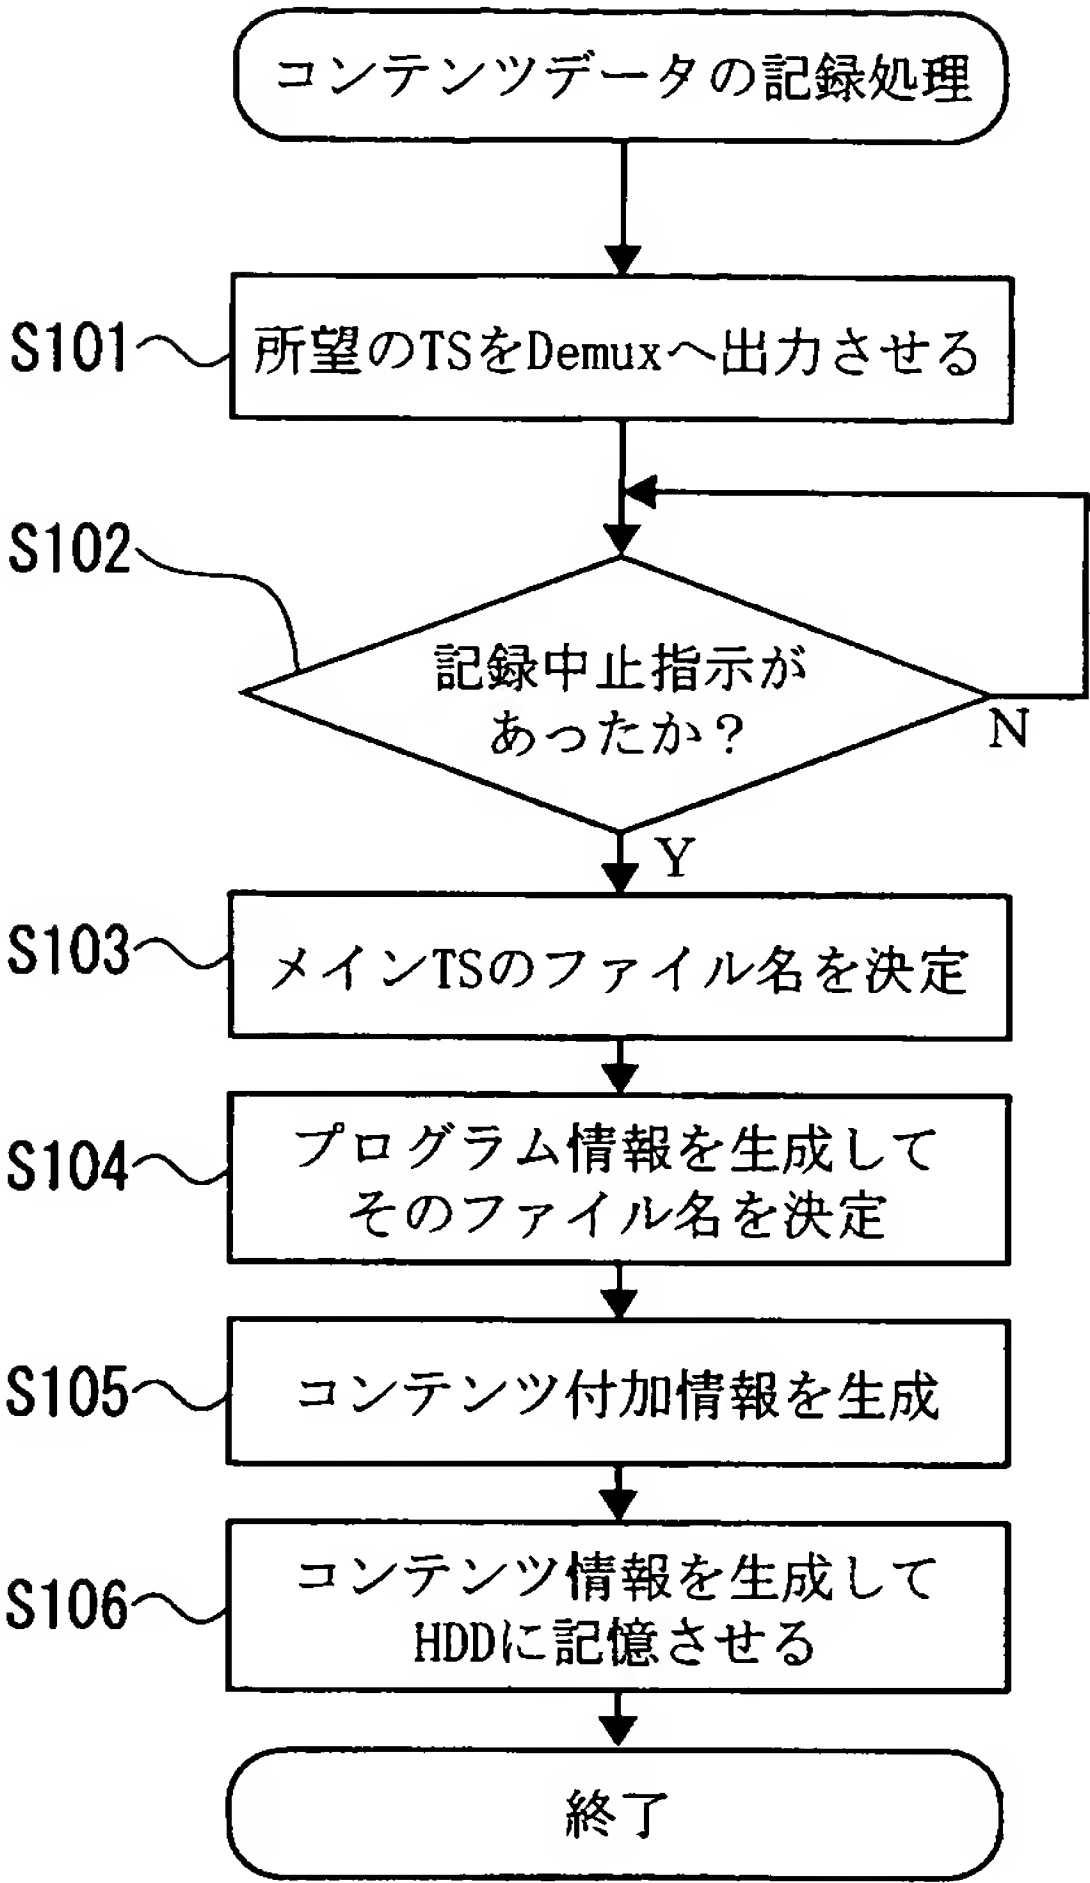 コンテンツデータの記録処理
S101
所望のTSをDemuxへ出力させる
S102
記録中止指示が
あったか？
N
Y
S103
メインTSのファイル名を決定
S104
プログラム情報を生成して
そのファイル名を決定
S105
コンテンツ付加情報を生成
S106
コンテンツ情報を生成して
HDDに記憶させる
終了